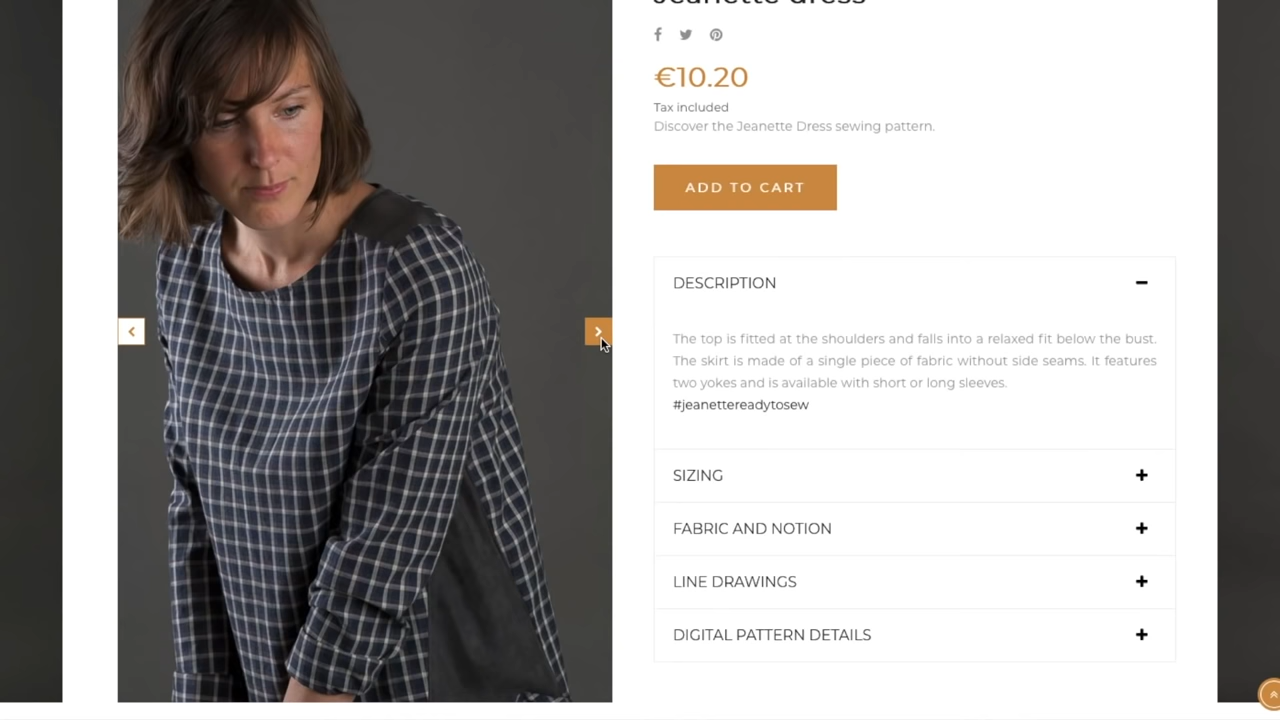 Jeanette dress
€10.20
Tax included
Discover the Jeanette Dress sewing pattern.
ADD TO CART
DESCRIPTION
The top is fitted at the shoulders and falls into a relaxed fit below the bust.
The skirt is made of a single piece of fabric without side seams. It features
two yokes and is available with short or long sleeves.
#jeanettereadytosew
SIZING
FABRIC AND NOTION
LINE DRAWINGS
DIGITAL PATTERN DETAILS